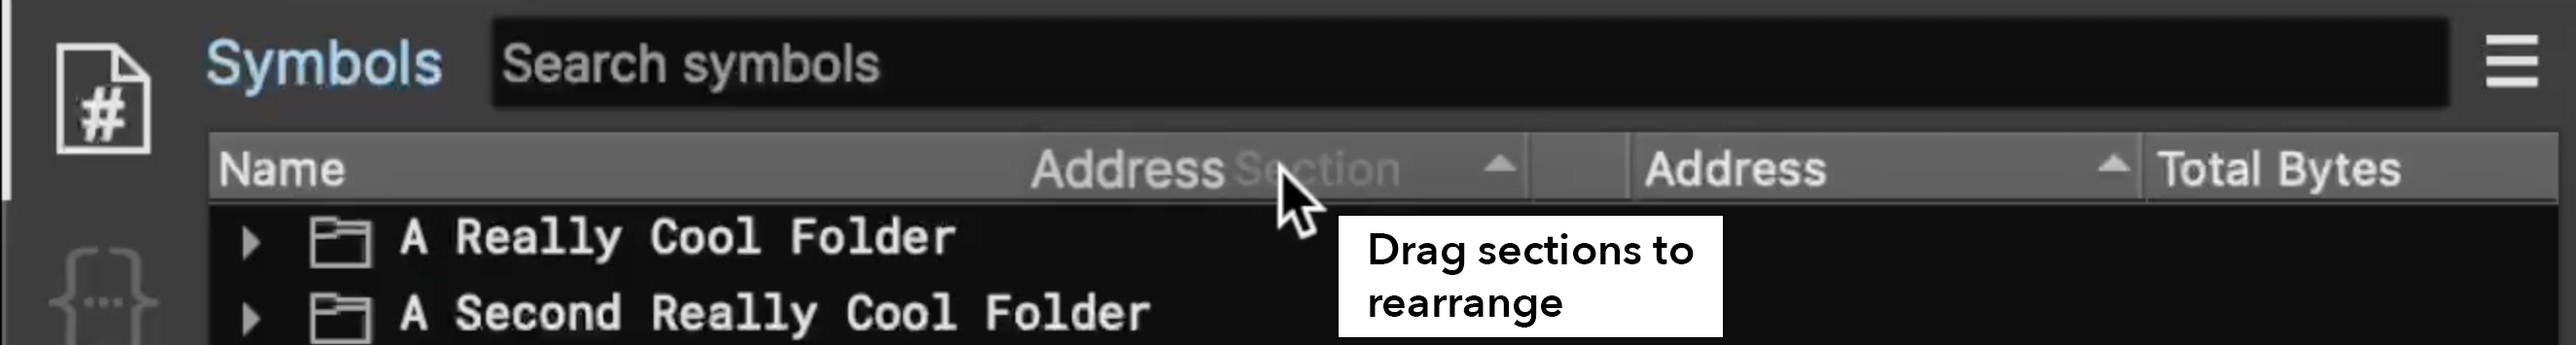 Symbols Search symbols
Name Address Section Address Total Bytes
A Really Cool Folder
A Second Really Cool Folder
Drag sections to
rearrange